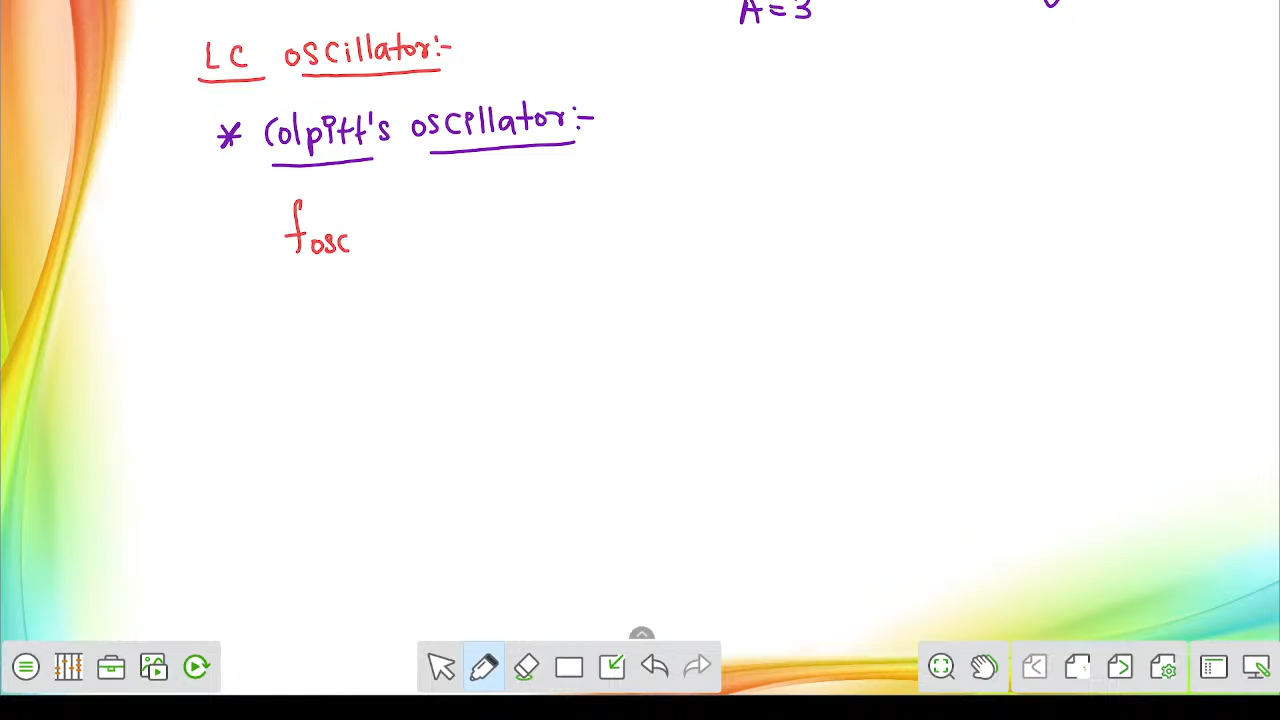 A = 3
LC oscillator:-
* Colpitt's oscillator:-
fosc